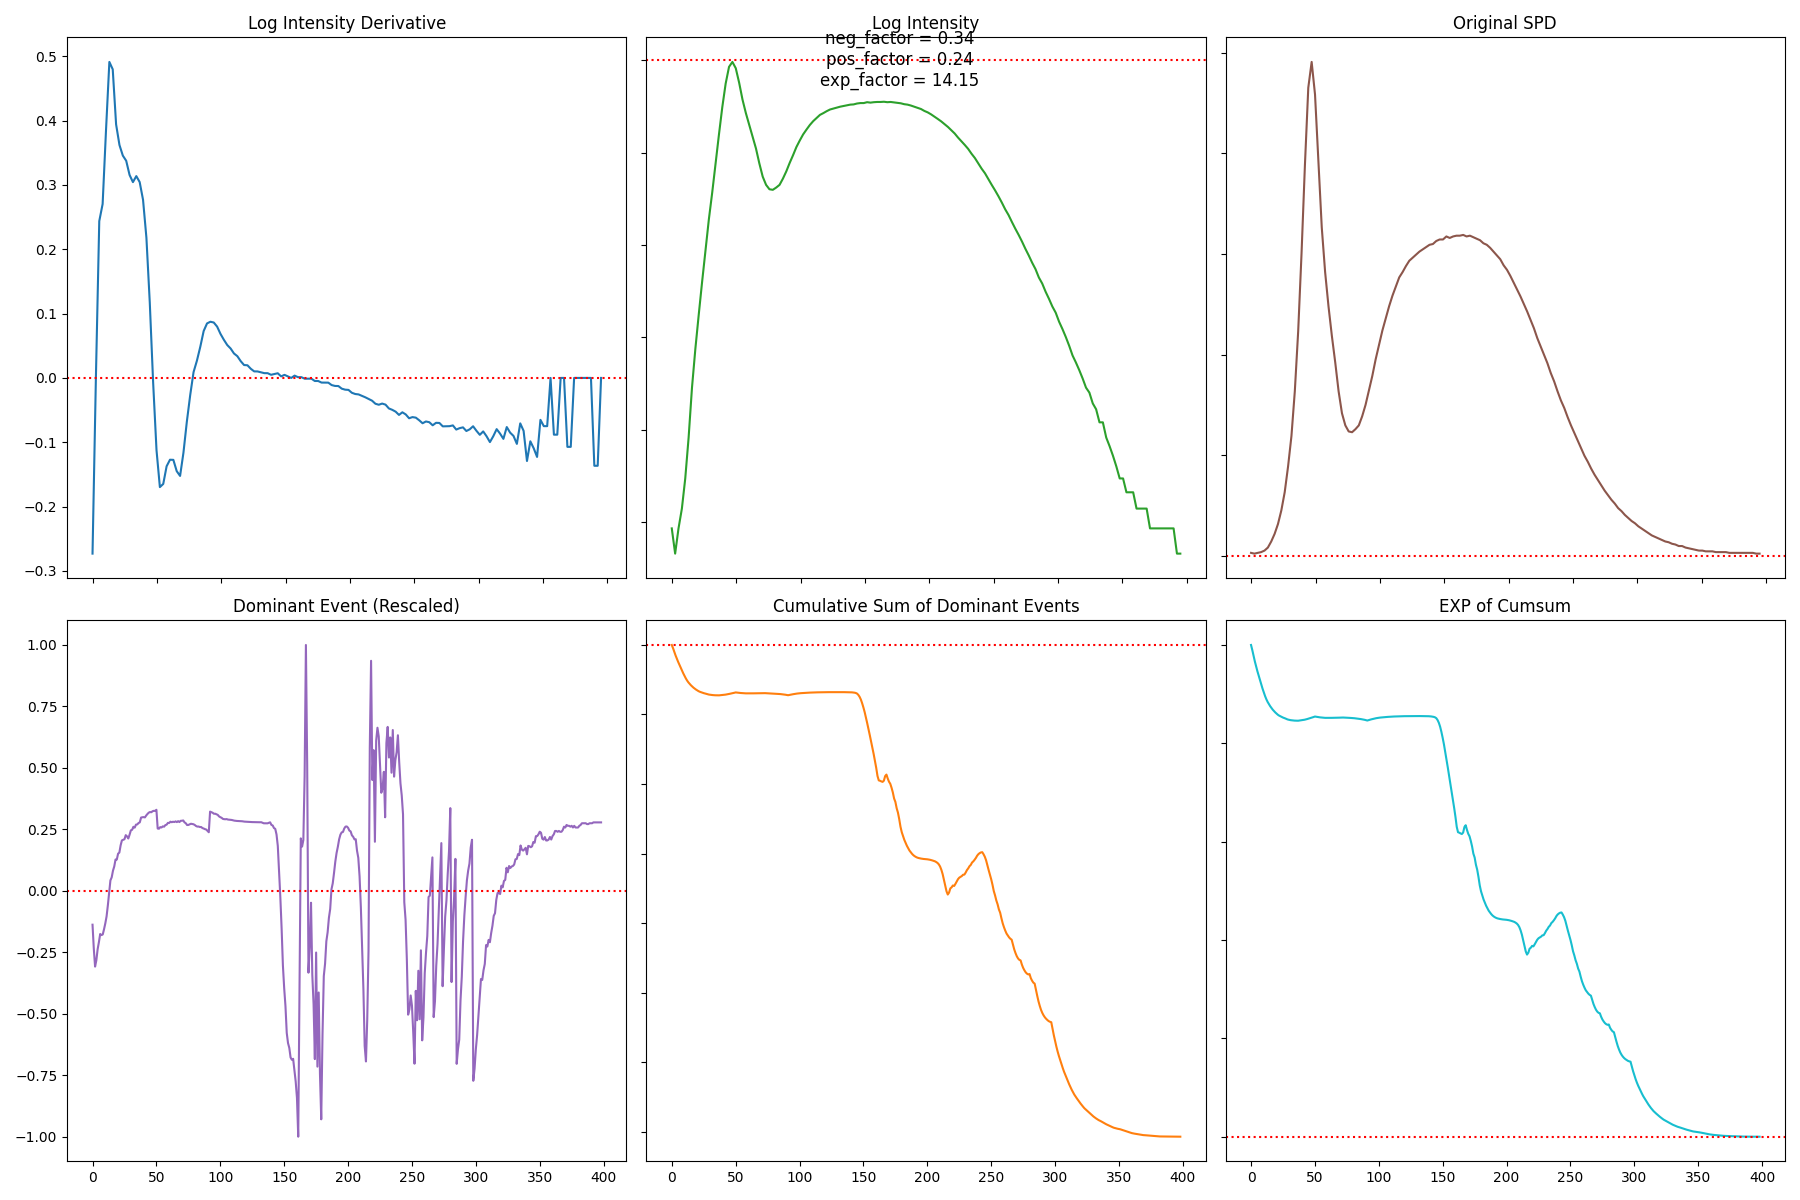 Log Intensity Derivative
Log Intensity
Original SPD
neg_factor = 0.34
pos_factor = 0.24
exp_factor = 14.15
0.5
0.4
0.3
0.2
0.1
0.0
−0.1
−0.2
−0.3
Dominant Event (Rescaled)
Cumulative Sum of Dominant Events
EXP of Cumsum
1.00
0.75
0.50
0.25
0.00
−0.25
−0.50
−0.75
−1.00
0 50 100 150 200 250 300 350 400
0 50 100 150 200 250 300 350 400
0 50 100 150 200 250 300 350 400